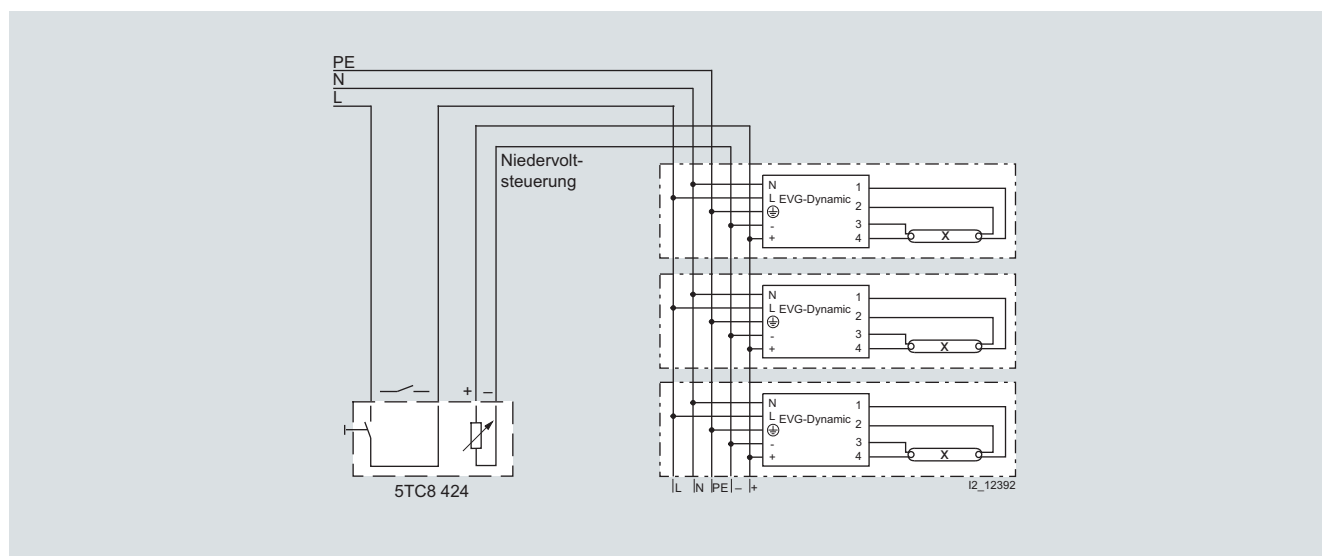 PE
N
L
Niedervolt-
steuerung
N
L
-
+
EVG-Dynamic
1
2
3
4
X
N
L
-
+
EVG-Dynamic
1
2
3
4
X
N
L
-
+
EVG-Dynamic
1
2
3
4
X
+ –
5TC8 424
L N PE – +
I2_12392